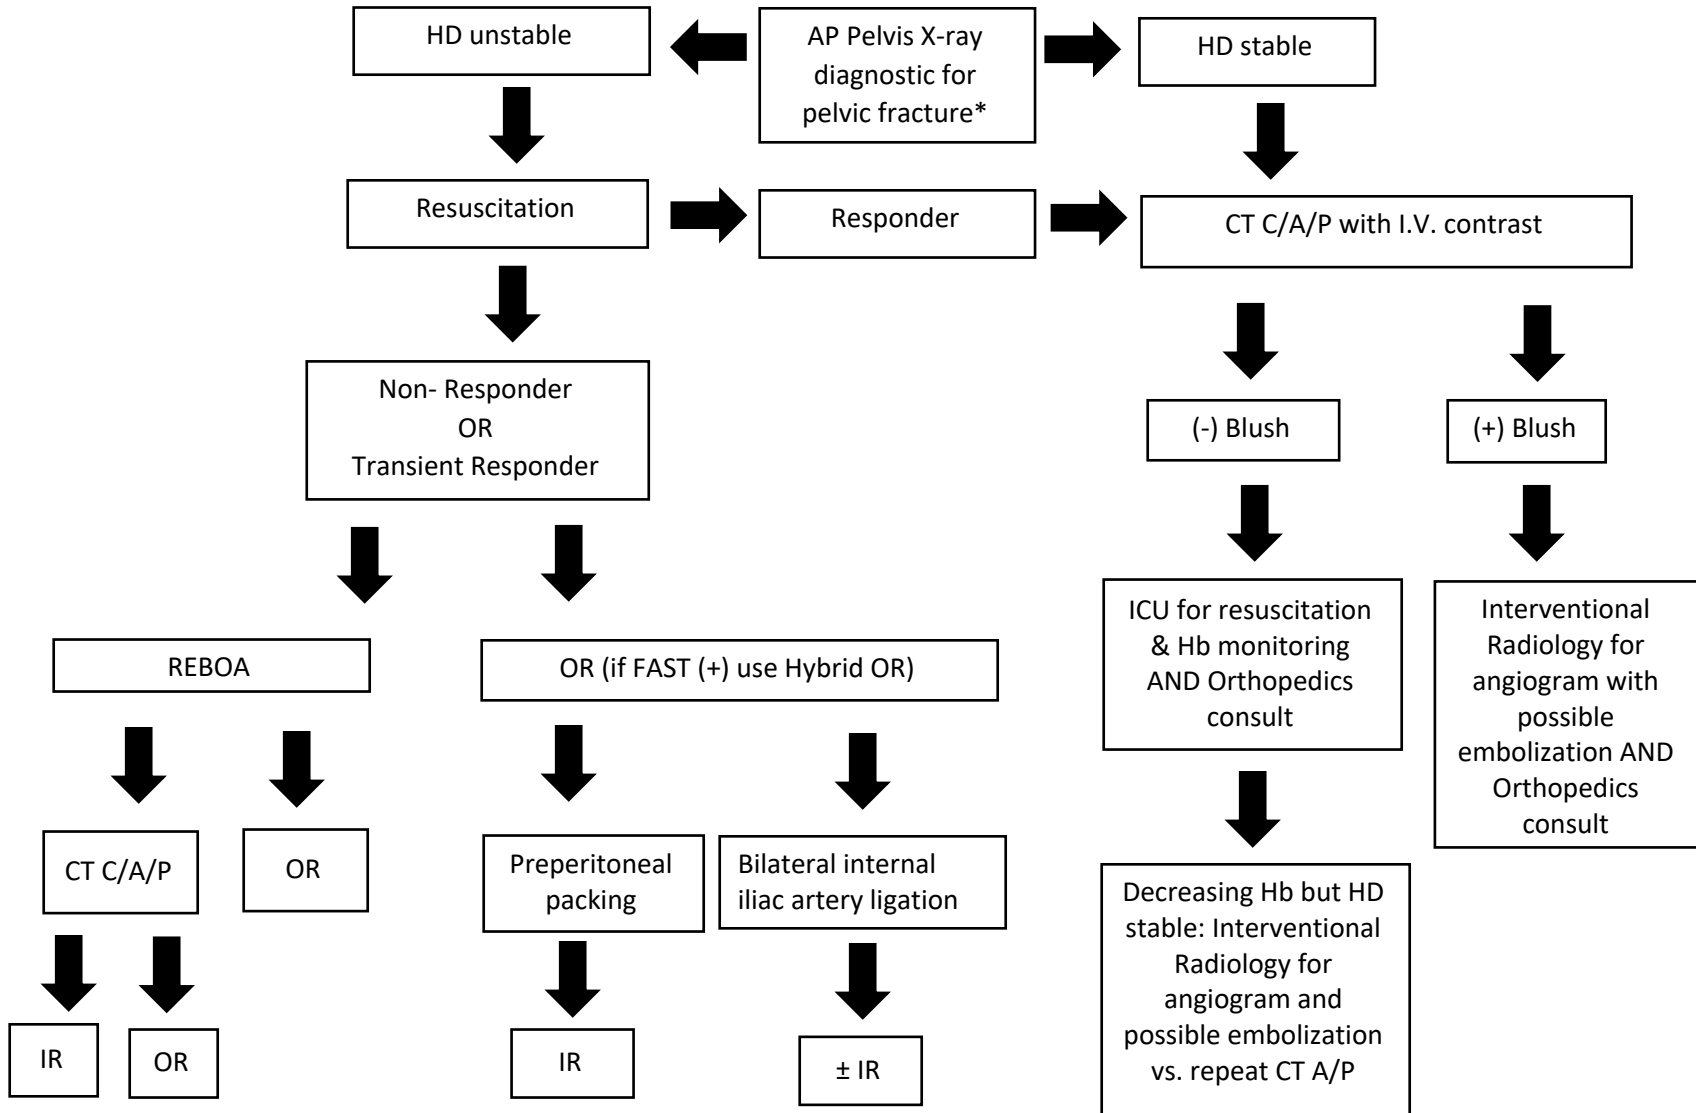 HD unstable
AP Pelvis X-ray
diagnostic for
pelvic fracture*
HD stable
Resuscitation
Responder
CT C/A/P with I.V. contrast
Non- Responder
OR
Transient Responder
(-) Blush
(+) Blush
REBOA
OR (if FAST (+) use Hybrid OR)
ICU for resuscitation
& Hb monitoring
AND Orthopedics
consult
Interventional
Radiology for
angiogram with
possible
embolization AND
Orthopedics
consult
CT C/A/P
OR
Preperitoneal
packing
Bilateral internal
iliac artery ligation
Decreasing Hb but HD
stable: Interventional
Radiology for
angiogram and
possible embolization
vs. repeat CT A/P
IR
OR
IR
± IR